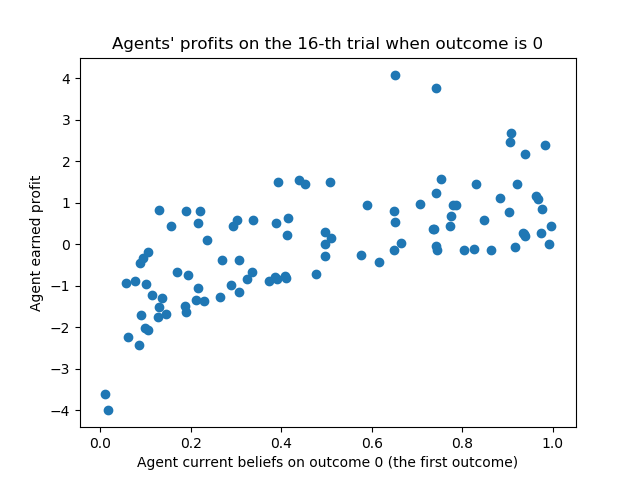 Agents' profits on the 16-th trial when outcome is 0
Agent earned profit
4
3
2
1
0
−1
−2
−3
−4
0.0 0.2 0.4 0.6 0.8 1.0
Agent current beliefs on outcome 0 (the first outcome)